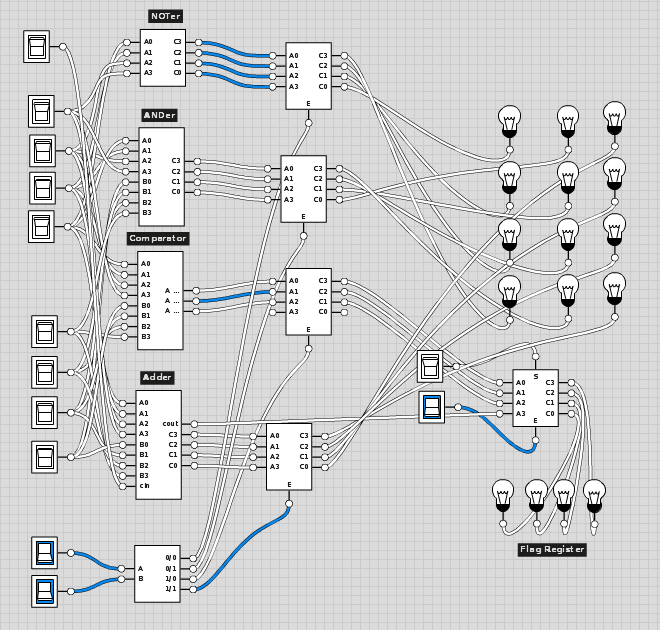 NOTer
A0 C3
A1 C2
A2 C1
A3 C0
A0 C3
A1 C2
A2 C1
A3 C0
E
ANDer
A0
A1
A2 C3
A3 C2
B0 C1
B1 C0
B2
B3
A0 C3
A1 C2
A2 C1
A3 C0
E
Comparator
A0
A1
A2
A3 A ...
B0 A ...
B1 A ...
B2
B3
A0 C3
A1 C2
A2 C1
A3 C0
E
Adder
A0
A1
A2 cout
A3 C3
B0 C2
B1 C1
B2 C0
B3
cin
A0 C3
A1 C2
A2 C1
A3 C0
E
S
A0 C3
A1 C2
A2 C1
A3 C0
E
0/0
A 0/1
B 1/0
1/1
Flag Register